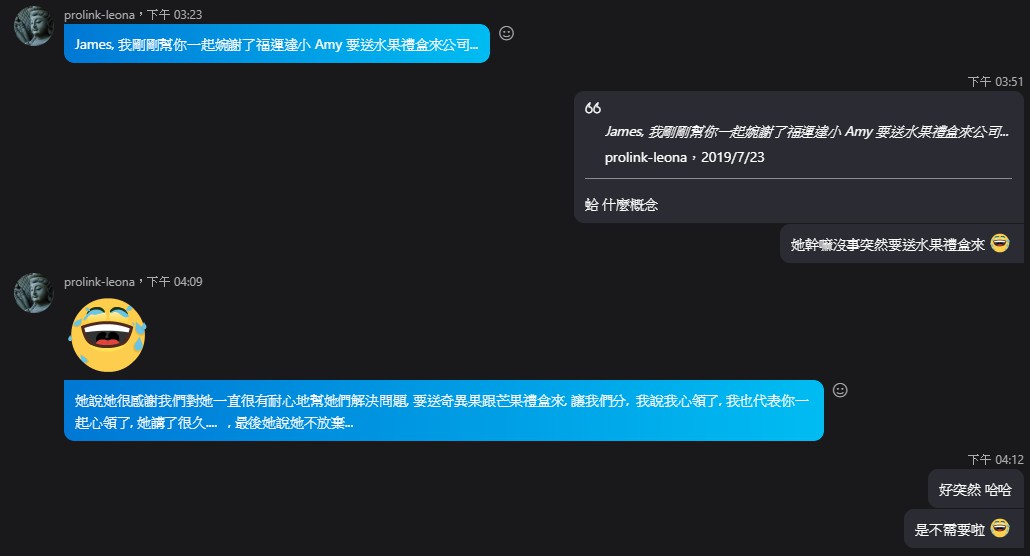 prolink-leona，下午 03:23
James, 我剛剛幫你一起婉謝了福運達小 Amy 要送水果禮盒來公司...
下午 03:51
James, 我剛剛幫你一起婉謝了福運達小 Amy 要送水果禮盒來公司...
prolink-leona，2019/7/23
蛤 什麼概念
她幹嘛沒事突然要送水果禮盒來
prolink-leona，下午 04:09
她說她很感謝我們對她一直很有耐心地幫她們解決問題, 要送奇異果跟芒果禮盒來, 讓我們分, 我說我心領了, 我也代表你一
起心領了, 她講了很久.... , 最後她說她不放棄...
下午 04:12
好突然 哈哈
是不需要啦